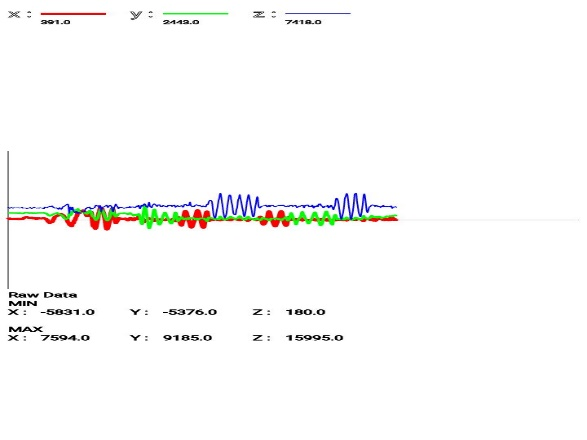 x: y: z:
391.0 2443.0 7418.0
Raw Data
MIN
X: -5831.0 Y: -5376.0 Z: 180.0
MAX
X: 7594.0 Y: 9185.0 Z: 15995.0